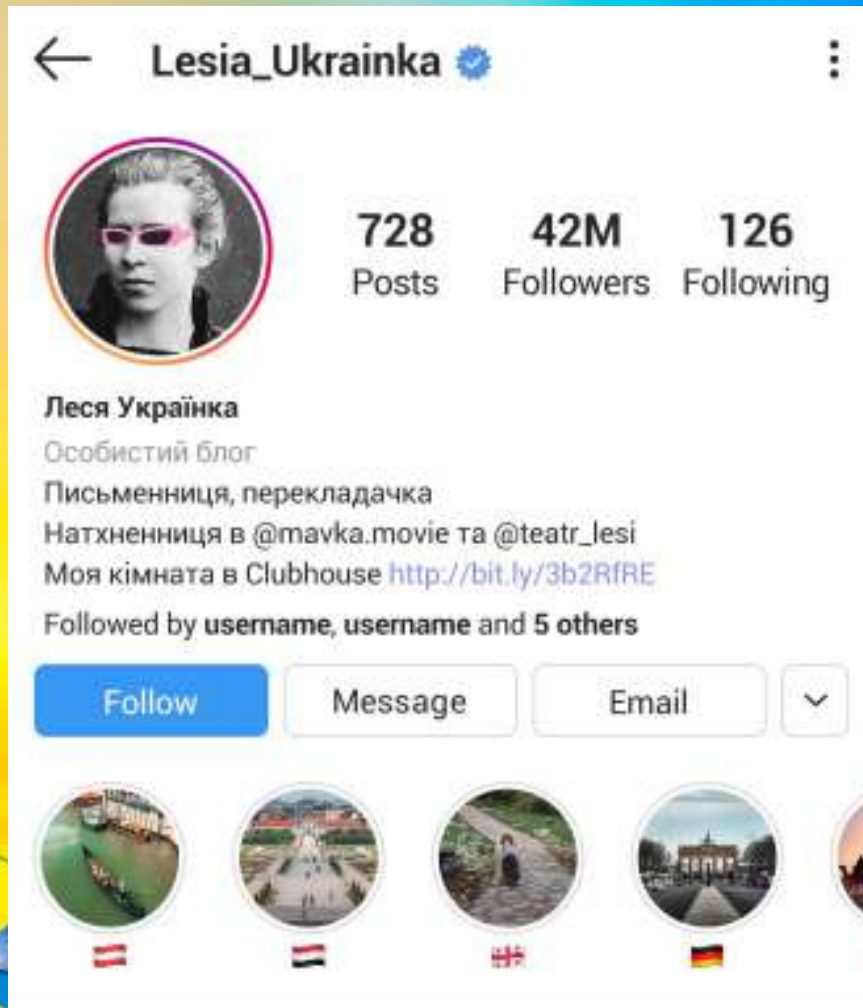 Lesia_Ukrainka
728 42M 126
Posts Followers Following
Леся Українка
Особистий блог
Письменниця, перекладачка
Натхненниця в @mavka.movie та @teatr_lesi
Моя кімната в Clubhouse http://bit.ly/3b2RfRE
Followed by username, username and 5 others
Follow Message Email